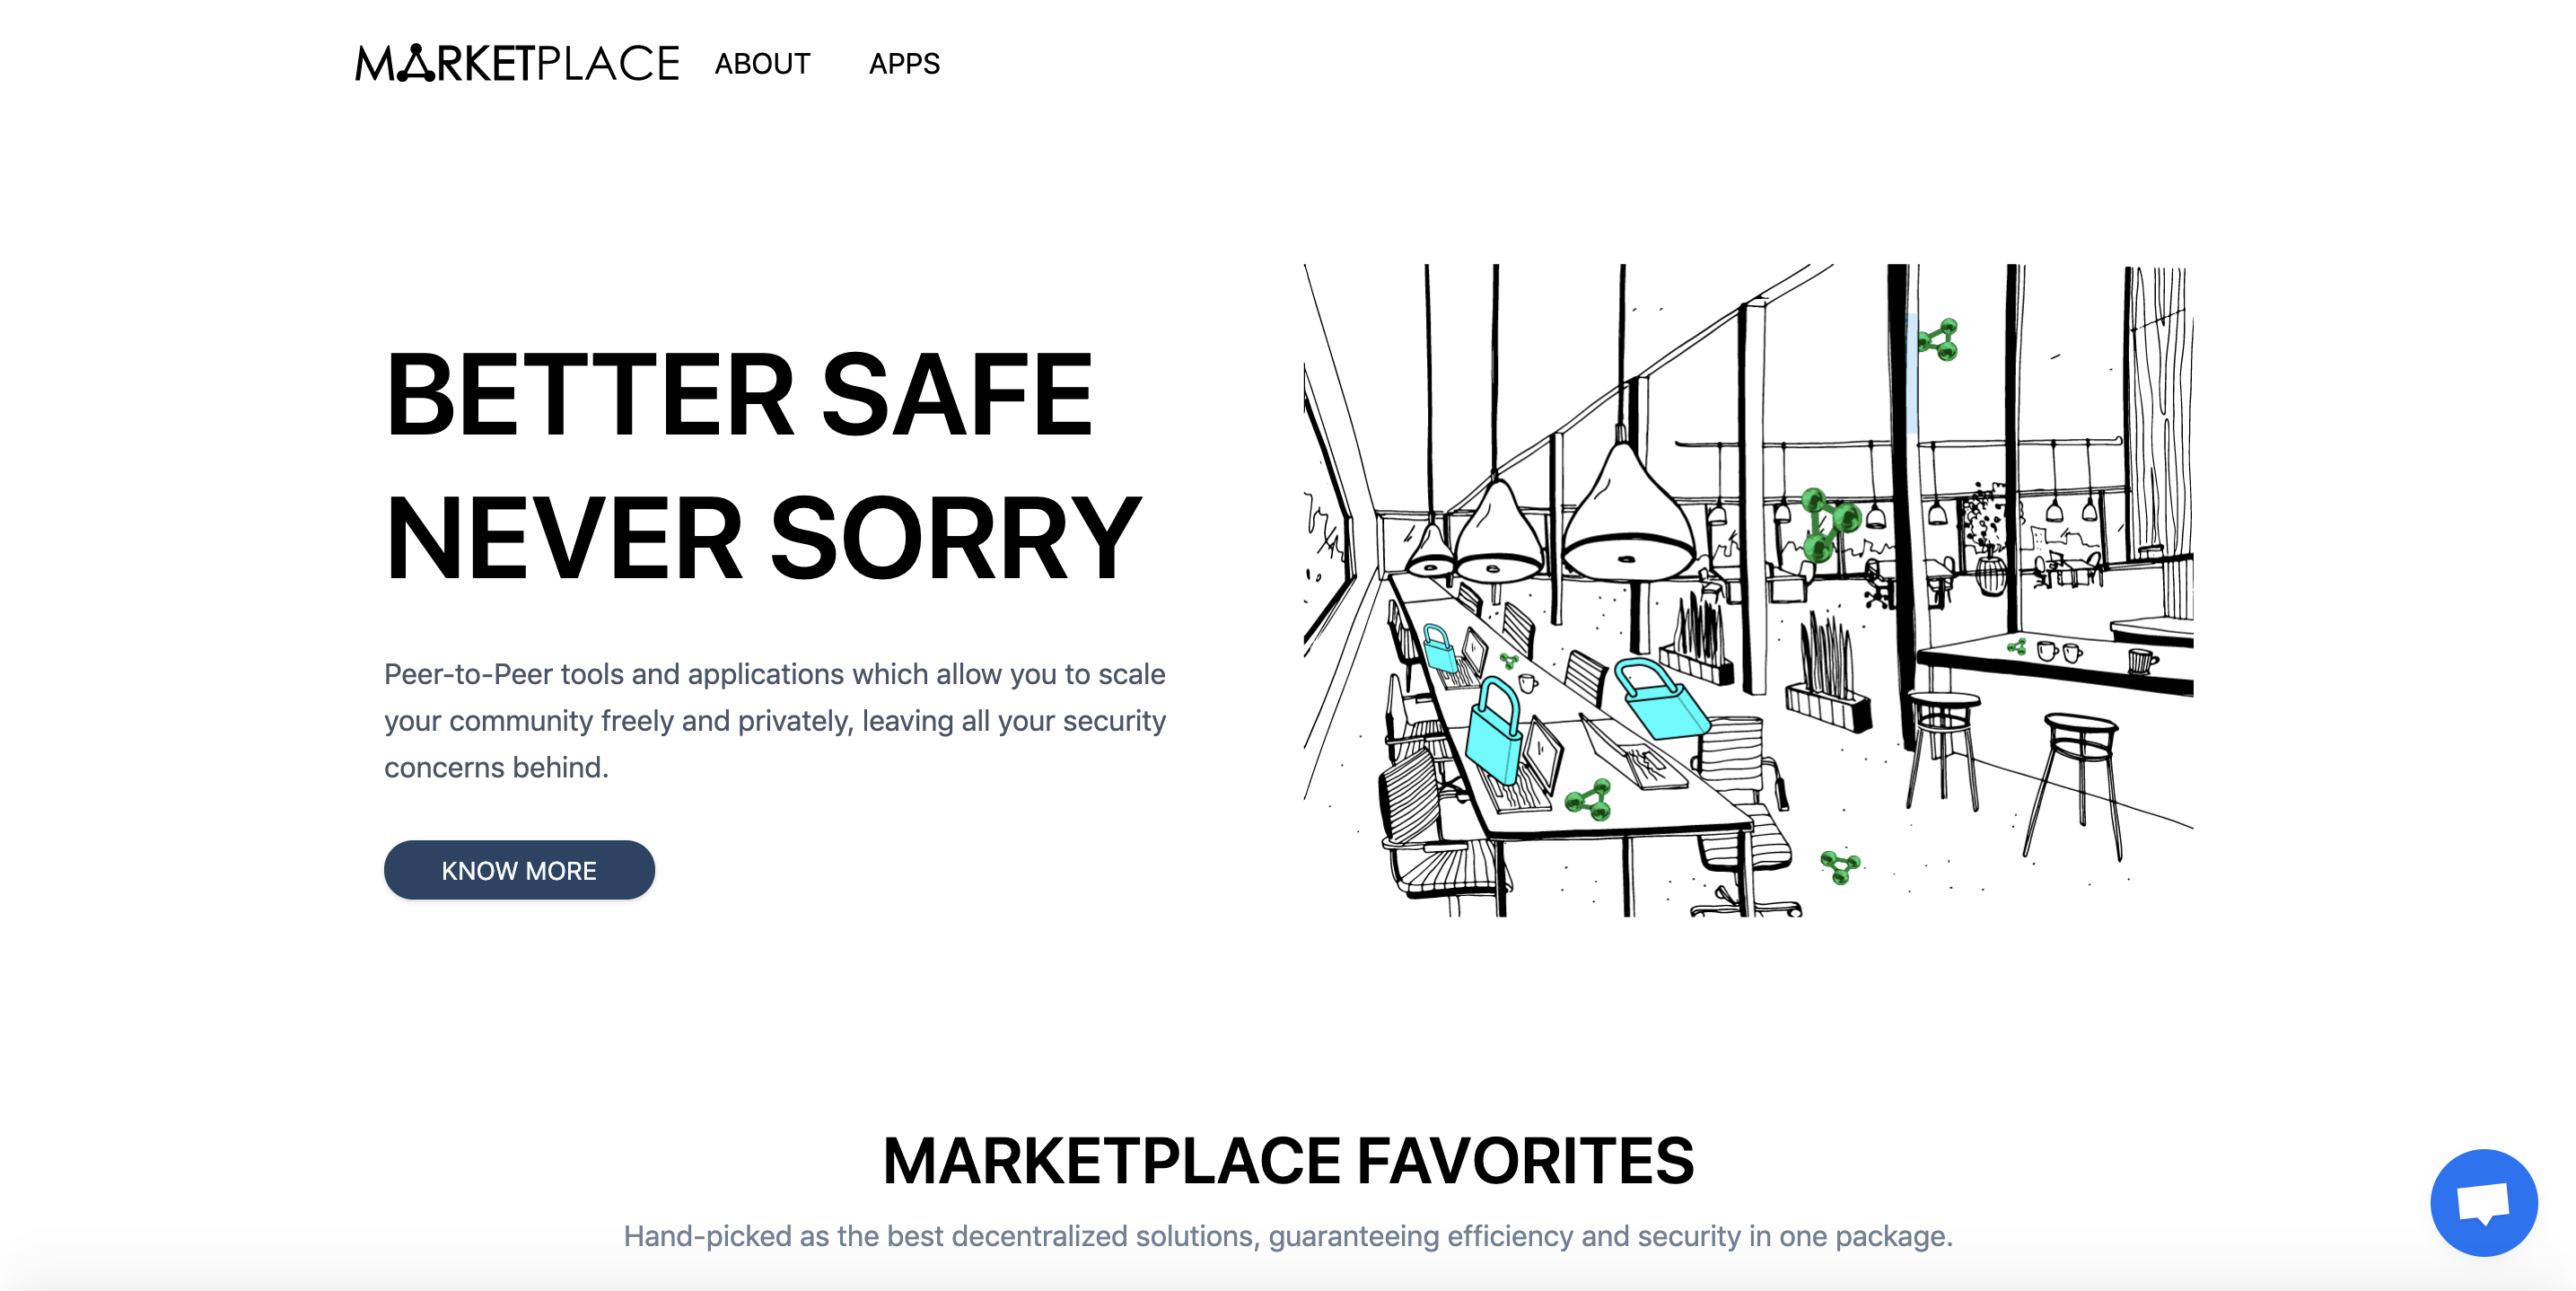 MARKETPLACE ABOUT APPS
BETTER SAFE
NEVER SORRY
Peer-to-Peer tools and applications which allow you to scale
your community freely and privately, leaving all your security
concerns behind.
KNOW MORE
MARKETPLACE FAVORITES
Hand-picked as the best decentralized solutions, guaranteeing efficiency and security in one package.